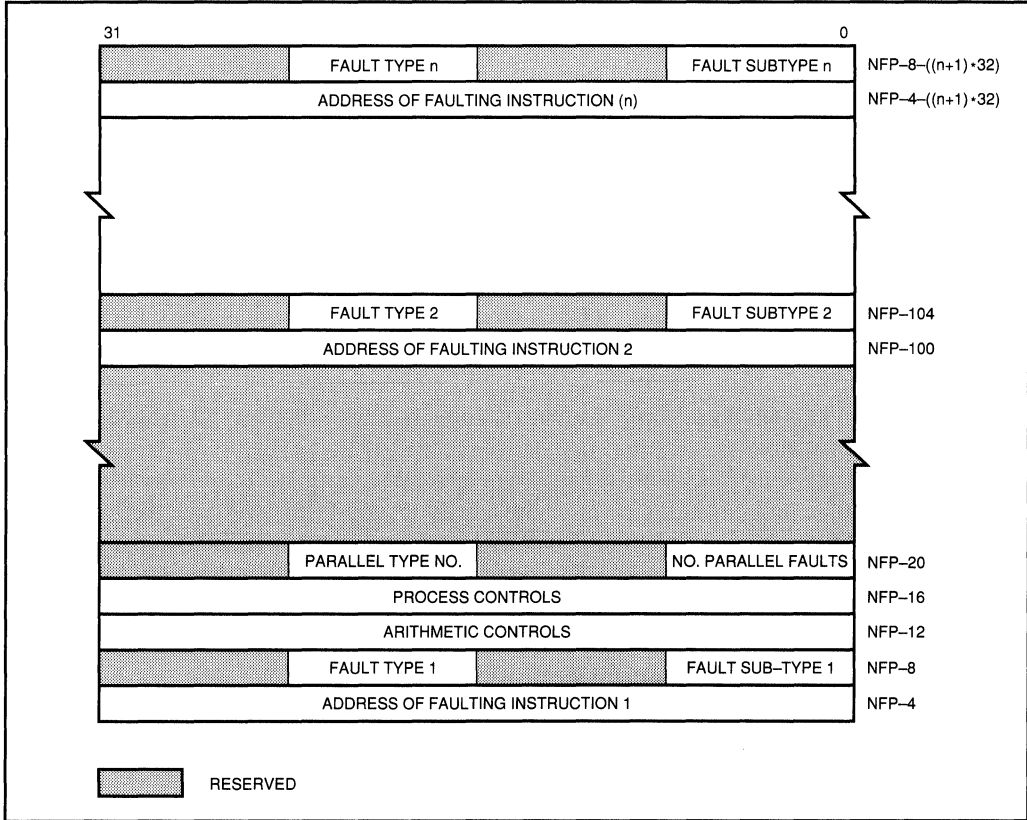 31 0
FAULT TYPE n FAULT SUBTYPE n NFP–8–((n+1)*32)
ADDRESS OF FAULTING INSTRUCTION (n) NFP–4–((n+1)*32)
FAULT TYPE 2 FAULT SUBTYPE 2 NFP–104
ADDRESS OF FAULTING INSTRUCTION 2 NFP–100
PARALLEL TYPE NO. NO. PARALLEL FAULTS NFP–20
PROCESS CONTROLS NFP–16
ARITHMETIC CONTROLS NFP–12
FAULT TYPE 1 FAULT SUB–TYPE 1 NFP–8
ADDRESS OF FAULTING INSTRUCTION 1 NFP–4
RESERVED